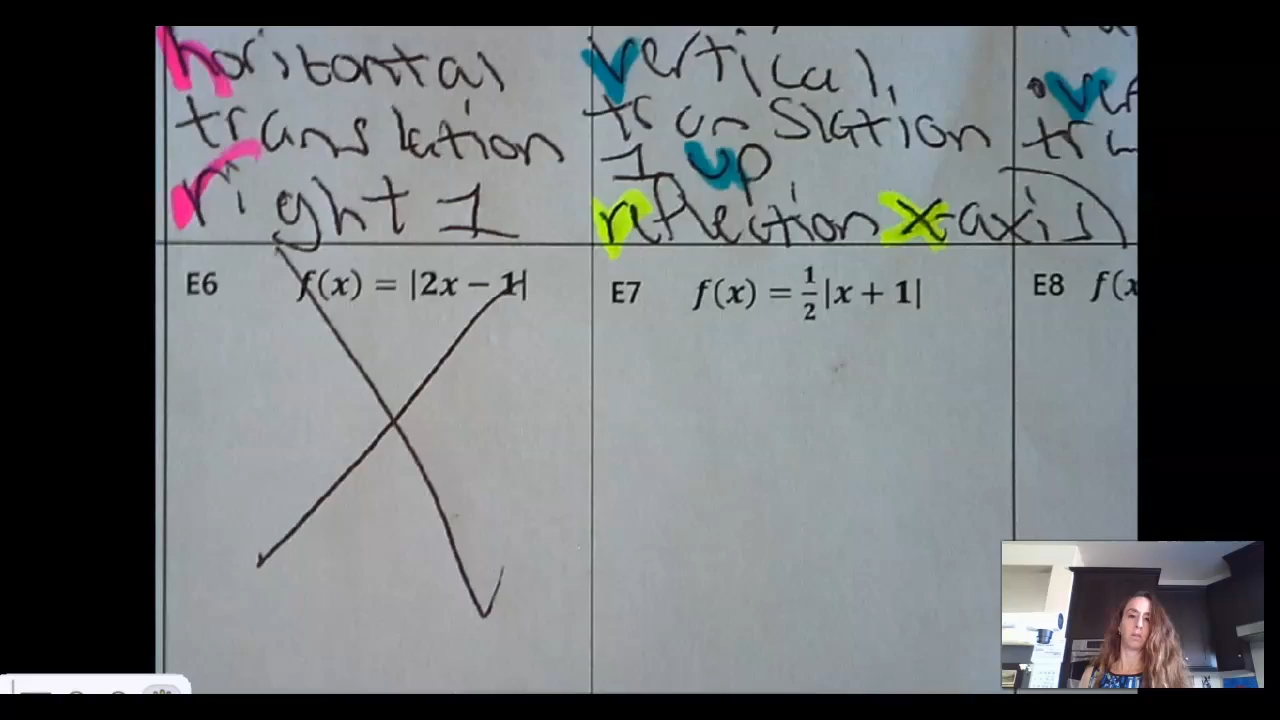 horizontal
translation
right 1
vertical
translation
1 up
reflection x-axis
E6 f(x) = |2x − 1|
E7 f(x) = 1/2|x + 1|
E8 f(x